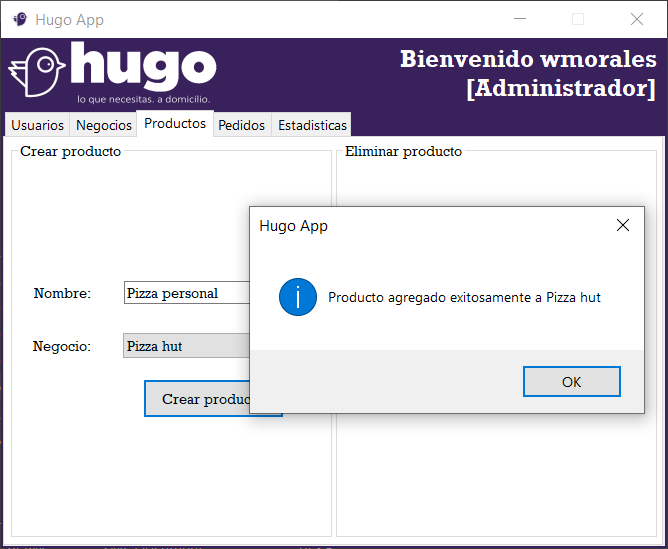 Hugo App
hugo
lo que necesitas. a domicilio.
Bienvenido wmorales
[Administrador]
Usuarios Negocios Productos Pedidos Estadisticas
Crear producto
Eliminar producto
Hugo App
Producto agregado exitosamente a Pizza hut
OK
Nombre: Pizza personal
Negocio: Pizza hut
Crear produc